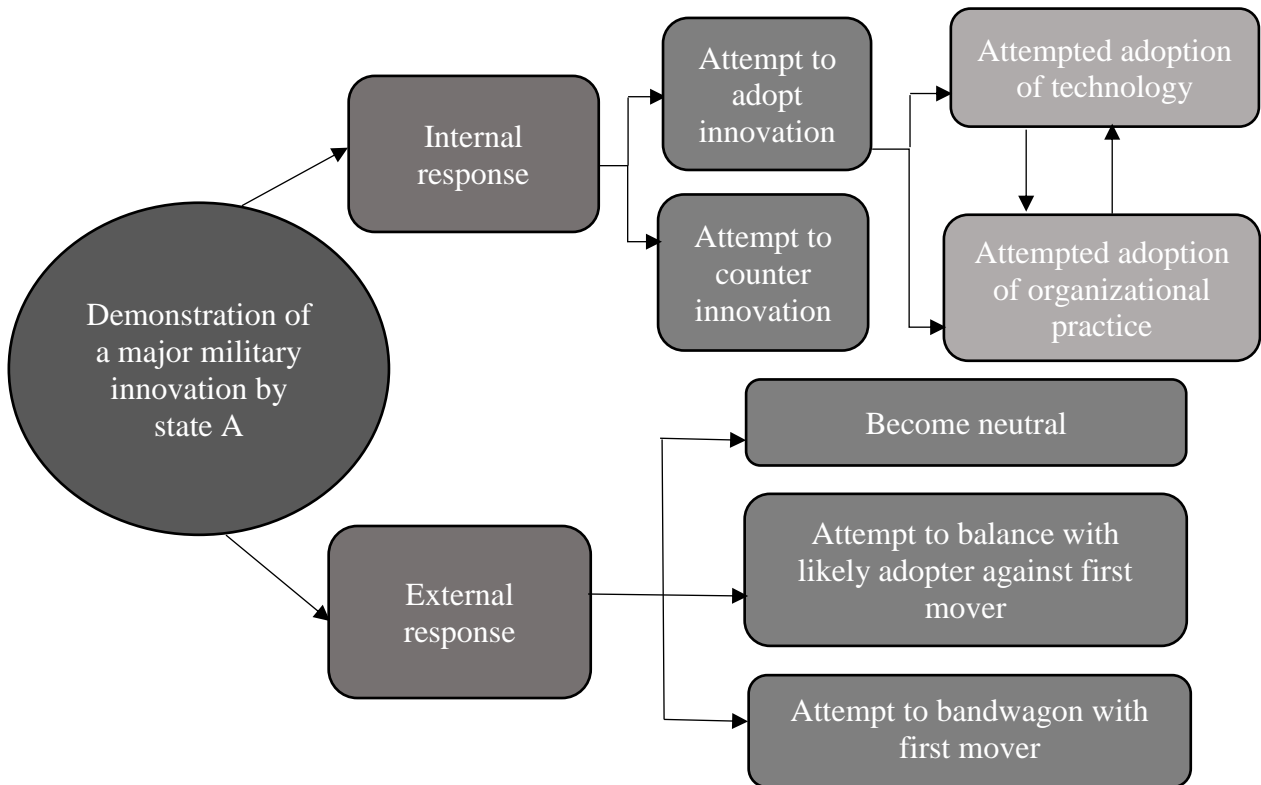 Demonstration of
a major military
innovation by
state A
Internal
response
Attempt to
adopt
innovation
Attempted adoption
of technology
Attempt to
counter
innovation
Attempted adoption
of organizational
practice
External
response
Become neutral
Attempt to balance with
likely adopter against first
mover
Attempt to bandwagon with
first mover